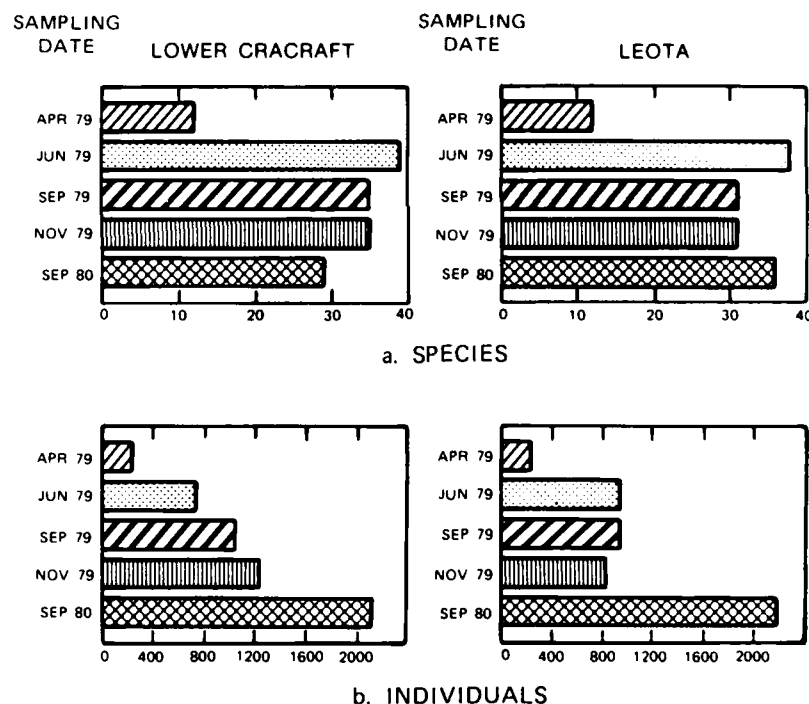 SAMPLING DATE LOWER CRACRAFT
APR 79
JUN 79
SEP 79
NOV 79
SEP 80
0 10 20 30 40
SAMPLING DATE LEOTA
APR 79
JUN 79
SEP 79
NOV 79
SEP 80
0 10 20 30 40
a. SPECIES
APR 79
JUN 79
SEP 79
NOV 79
SEP 80
0 400 800 1200 1600 2000
APR 79
JUN 79
SEP 79
NOV 79
SEP 80
0 400 800 1200 1600 2000
b. INDIVIDUALS